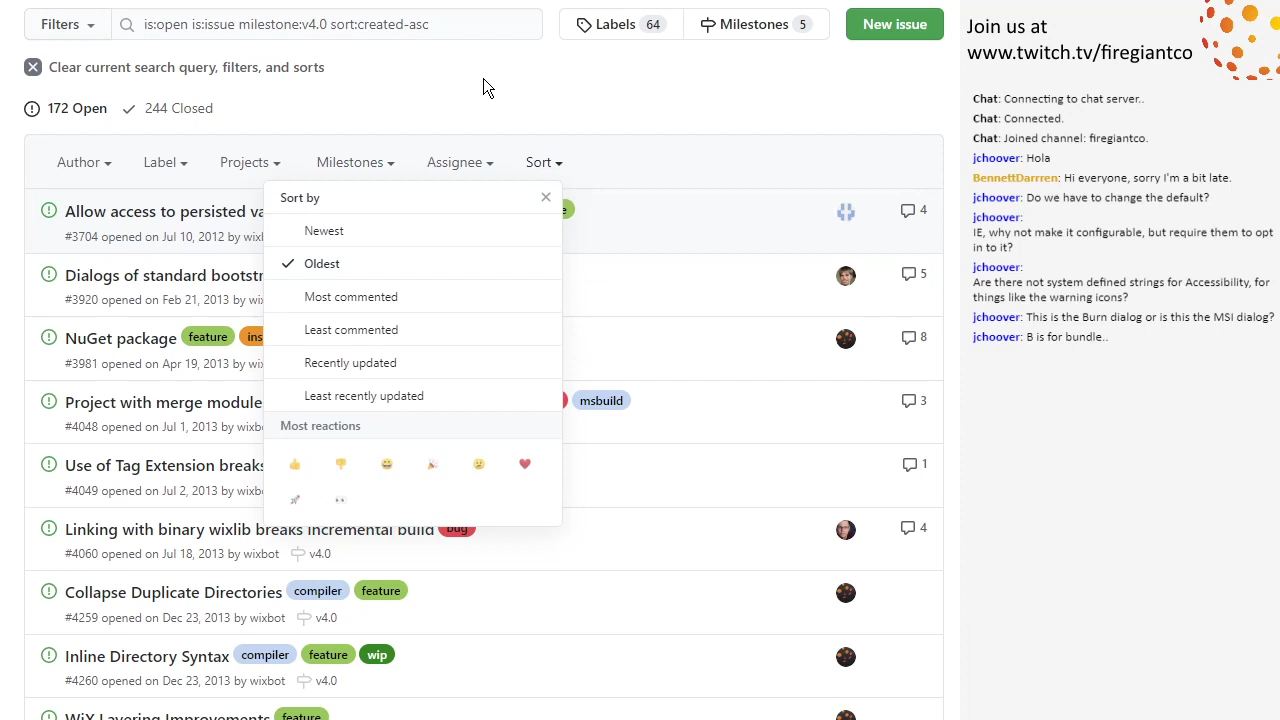 Filters
is:open is:issue milestone:v4.0 sort:created-asc
Labels 64
Milestones 5
New issue
Clear current search query, filters, and sorts
172 Open
244 Closed
Author
Label
Projects
Milestones
Assignee
Sort
Sort by
Newest
Oldest
Most commented
Least commented
Recently updated
Least recently updated
Most reactions
Allow access to persisted
4
#3704 opened on Jul 10, 2012 by
Dialogs of standard
5
#3920 opened on Feb 21, 2013 by
NuGet package feature
8
#3981 opened on Apr 19, 2013 by
Project with merge module
msbuild
3
#4048 opened on Jul 1, 2013 by
Use of Tag Extension breaks
1
#4049 opened on Jul 2, 2013 by
Linking with binary wixlib breaks incremental build bug
4
#4060 opened on Jul 18, 2013 by wixbot v4.0
Collapse Duplicate Directories compiler feature
#4259 opened on Dec 23, 2013 by wixbot v4.0
Inline Directory Syntax compiler feature wip
#4260 opened on Dec 23, 2013 by wixbot v4.0
WiX Layering Improvements feature
Join us at
www.twitch.tv/firegiantco
Chat: Connecting to chat server..
Chat: Connected.
Chat: Joined channel: firegiantco.
jchoover: Hola
BennettDarrren: Hi everyone, sorry I'm a bit late.
jchoover: Do we have to change the default?
jchoover:
IE, why not make it configurable, but require them to opt
in to it?
jchoover:
Are there not system defined strings for Accessibility, for
things like the warning icons?
jchoover: This is the Burn dialog or is this the MSI dialog?
jchoover: B is for bundle..